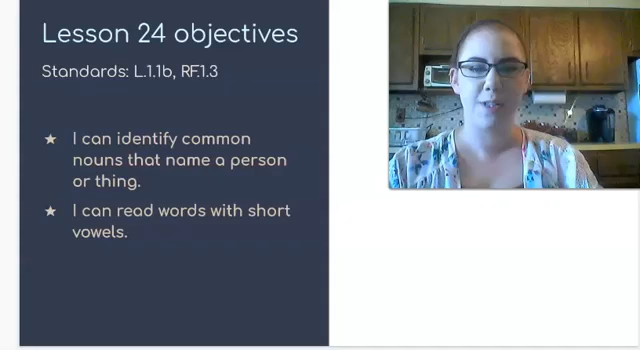 Lesson 24 objectives
Standards: L.1.1b, RF.1.3
★ I can identify common
nouns that name a person
or thing.
★ I can read words with short
vowels.